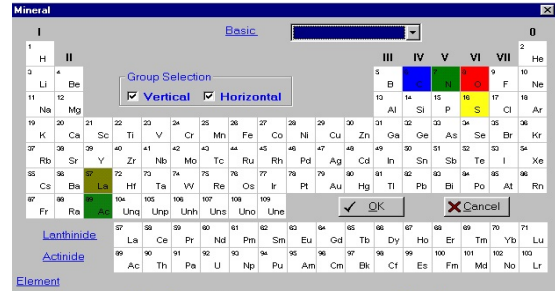 Mineral
I Basic 0
1 H II III IV V VI VII 2 He
3 Li 4 Be Group Selection 5 B 6 C 7 N 8 O 9 F 10 Ne
11 Na 12 Mg Vertical Horizontal 13 Al 14 Si 15 P 16 S 17 Cl 18 Ar
19 K 20 Ca 21 Sc 22 Ti 23 V 24 Cr 25 Mn 26 Fe 27 Co 28 Ni 29 Cu 30 Zn 31 Ga 32 Ge 33 As 34 Se 35 Br 36 Kr
37 Rb 38 Sr 39 Y 40 Zr 41 Nb 42 Mo 43 Tc 44 Ru 45 Rh 46 Pd 47 Ag 48 Cd 49 In 50 Sn 51 Sb 52 Te 53 I 54 Xe
55 Cs 56 Ba 57 La 72 Hf 73 Ta 74 W 75 Re 76 Os 77 Ir 78 Pt 79 Au 80 Hg 81 Tl 82 Pb 83 Bi 84 Po 85 At 86 Rn
87 Fr 88 Ra 89 Ac 104 Unq 105 Unp 106 Unh 107 Uns 108 Uno 109 Une OK Cancel
Lanthinide 57 La 58 Ce 59 Pr 60 Nd 61 Pm 62 Sm 63 Eu 64 Gd 65 Tb 66 Dy 67 Ho 68 Er 69 Tm 70 Yb 71 Lu
Actinide 89 Ac 90 Th 91 Pa 92 U 93 Np 94 Pu 95 Am 96 Cm 97 Bk 98 Cf 99 Es 100 Fm 101 Md 102 No 103 Lr
Element